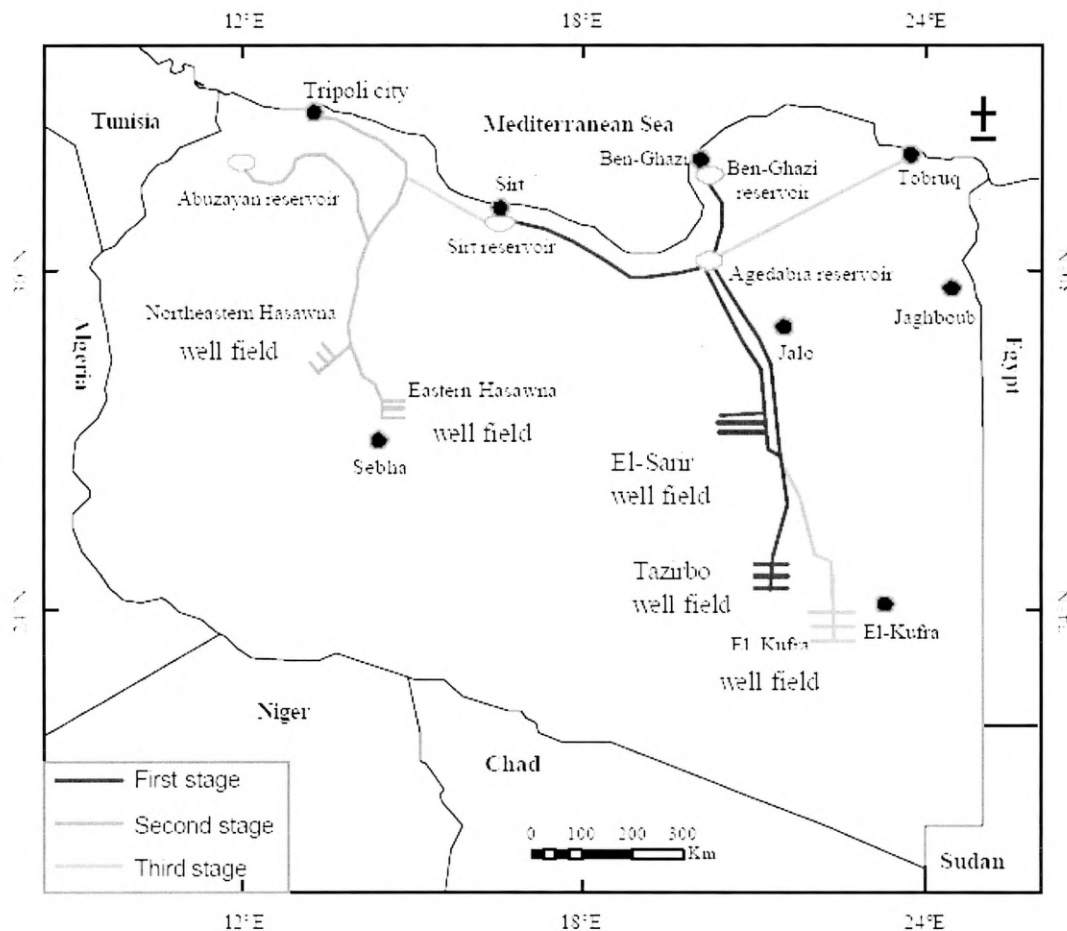 12°E
18°E
24°E
Tripoli city
Tunisia
Mediterranean Sea
Ben-Ghazi
Ben-Ghazi
reservoir
Tobruq
Abuzayan reservoir
Sirt
Sirt reservoir
Agedabia reservoir
Jaghboub
Northeastern Hasawna
well field
Algeria
Jalo
Egypt
Eastern Hasawna
well field
Sebha
El-Sarir
well field
Tazirbo
well field
El-Kufra
El-Kufra
well field
Niger
Chad
First stage
Second stage
Third stage
0 100 200 300
Km
Sudan
12°E
18°E
24°E